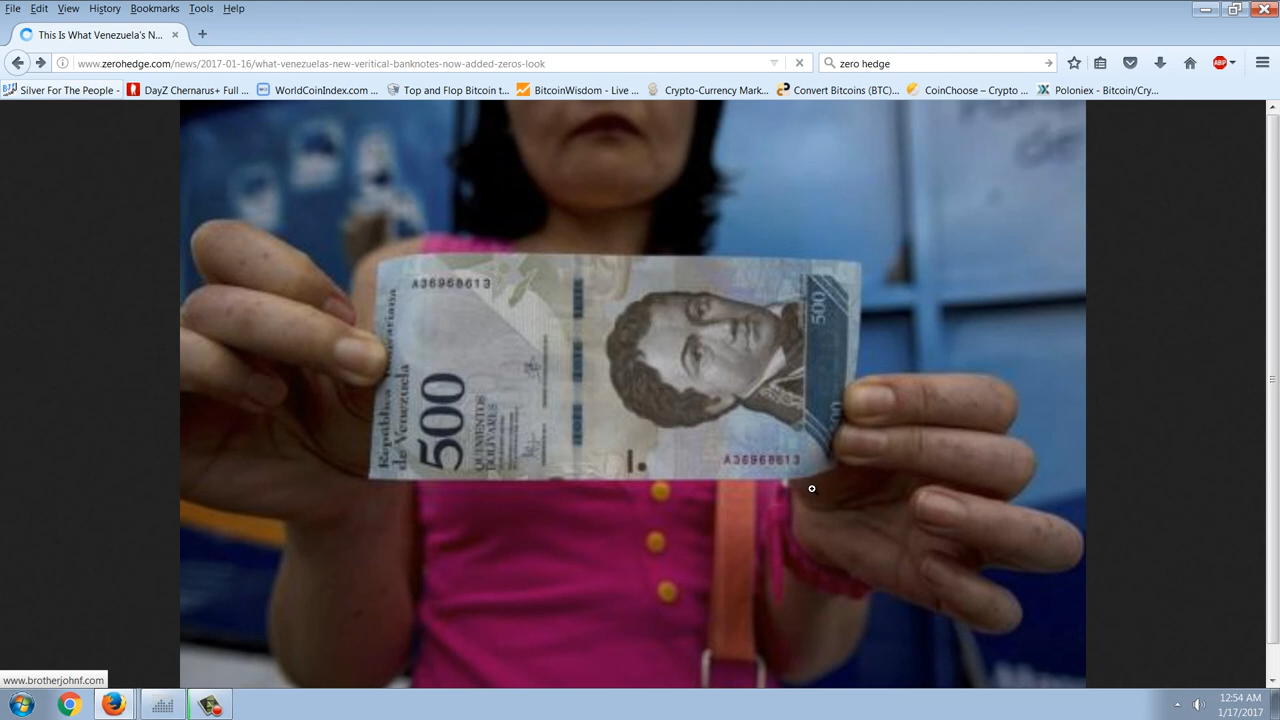 File Edit View History Bookmarks Tools Help
This Is What Venezuela's N...
www.zerohedge.com/news/2017-01-16/what-venezuelas-new-veritical-banknotes-now-added-zeros-look
zero hedge
Silver For The People -
DayZ Chernarus+ Full ...
WorldCoinIndex.com ...
Top and Flop Bitcoin t...
BitcoinWisdom - Live ...
Crypto-Currency Mark...
Convert Bitcoins (BTC)...
CoinChoose – Crypto ...
Poloniex - Bitcoin/Cry...
ABP
A36968613
República
de Venezuela
500
QUINIENTOS
BOLÍVARES
500
A36968613
www.brotherjohnf.com
12:54 AM
1/17/2017